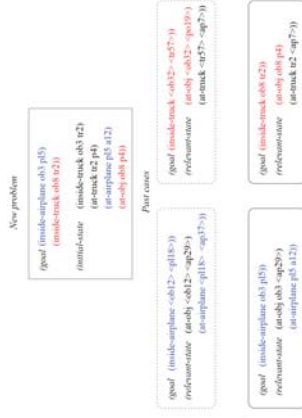 New problem
(goal (inside-airplane ob3 pl5)
(inside-truck ob8 tr2))
(initial-state (inside-truck ob3 tr2)
(at-truck tr2 p4)
(at-airplane pl5 a12)
(at-obj ob8 p4))
Past cases
(goal (inside-airplane <ob12> <pl18>))
(relevant-state (at-obj <ob12> <ap29>)
(at-airplane <pl18> <ap37>))
(goal (inside-truck <ob32> <tr57>))
(relevant-state (at-obj <ob32> <po19>)
(at-truck <tr57> <ap7>))
(goal (inside-airplane ob3 pl5))
(relevant-state (at-obj ob3 <ap29>)
(at-airplane pl5 a12))
(goal (inside-truck ob8 tr2))
(relevant-state (at-obj ob8 p4)
(at-truck tr2 <ap7>))